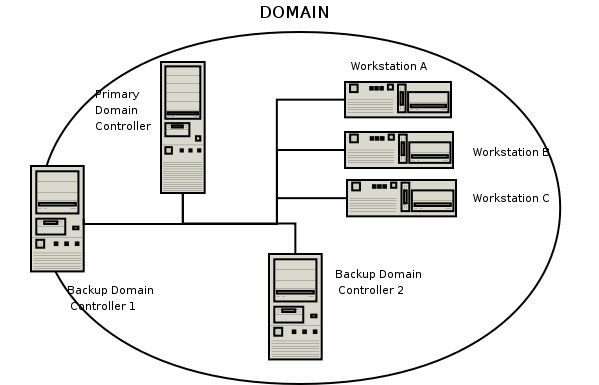 DOMAIN
Primary
Domain
Controller
Workstation A
Workstation B
Workstation C
Backup Domain
Controller 1
Backup Domain
Controller 2